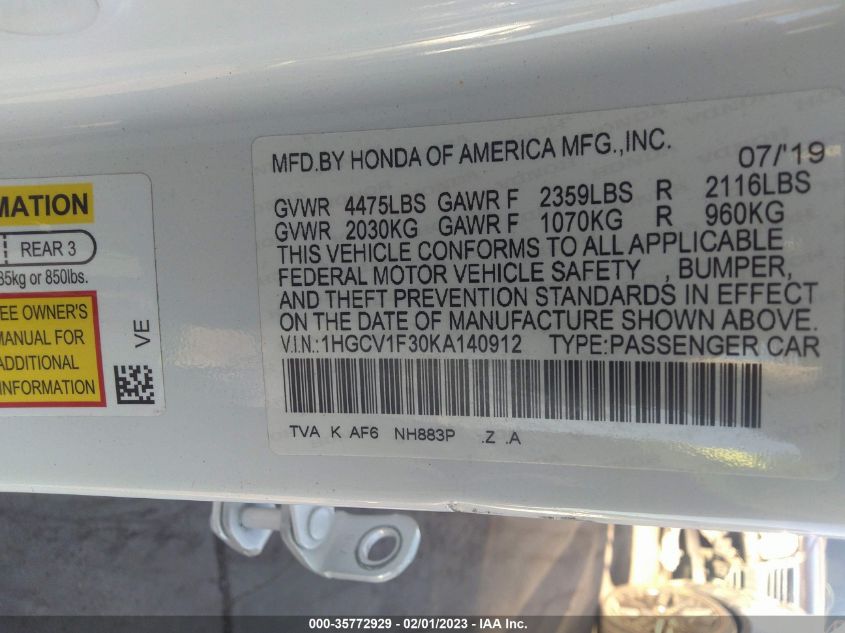 MATION
REAR 3
85kg or 850lbs.
EE OWNER'S
MANUAL FOR
ADDITIONAL
INFORMATION
VE
MFD.BY HONDA OF AMERICA MFG.,INC. 07/'19
GVWR 4475LBS GAWR F 2359LBS R 2116LBS
GVWR 2030KG GAWR F 1070KG R 960KG
THIS VEHICLE CONFORMS TO ALL APPLICABLE
FEDERAL MOTOR VEHICLE SAFETY , BUMPER,
AND THEFT PREVENTION STANDARDS IN EFFECT
ON THE DATE OF MANUFACTURE SHOWN ABOVE.
V.I.N.:1HGCV1F30KA140912 TYPE:PASSENGER CAR
TVA K AF6 NH883P .Z .A
000-35772929 - 02/01/2023 - IAA Inc.